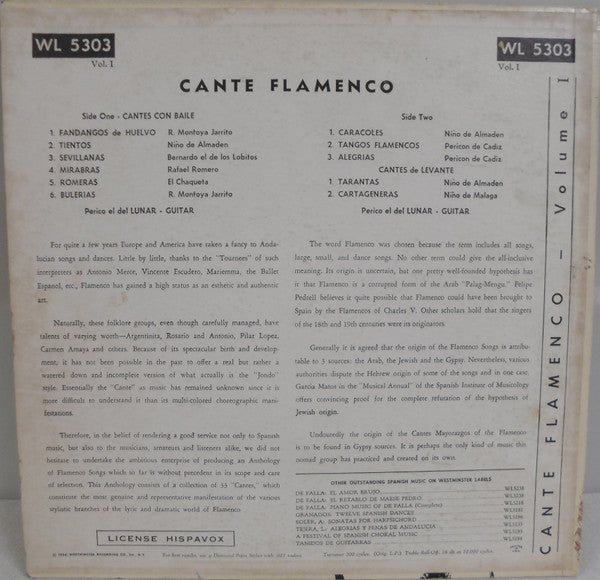 WL 5303
Vol. I
WL 5303
Vol. I
CANTE FLAMENCO
Side One - CANTES CON BAILE
1. FANDANGOS de HUELVO R. Montoya Jarrito
2. TIENTOS Nino de Almaden
3. SEVILLANAS Bernardo el de los Lobitos
4. MIRABRAS Rafael Romero
5. ROMERAS El Chaqueta
6. BULERIAS R. Montoya Jarrito
Perico el del LUNAR - GUITAR
Side Two
1. CARACOLES Niño de Almaden
2. TANGOS FLAMENCOS Pericon de Cadiz
3. ALEGRIAS Pericon de Cadiz
CANTES de LEVANTE
1. TARANTAS Niño de Almaden
2. CARTAGENERAS Niño de Malaga
Perico el del LUNAR - GUITAR
For quite a few years Europe and America have taken a fancy to Anda-
lucian songs and dances. Little by little, thanks to the "Tournees" of such
interpreters as Antonio Merce, Vincente Escudero, Mariemma, the Ballet
Espanol, etc., Flamenco has gained a high status as an esthetic and authentic
art.
Naturally, these folklore groups, even though carefully managed, have
talents of varying worth—Argentinita, Rosario and Antonio, Pilar Lopez,
Carmen Amaya and others. Because of its spectacular birth and develop-
ment, it has not been possible in the past to offer a real but rather a
watered down and incomplete version of what actually is the "Jondo"
style. Essentially the "Cante" as music has remained unknown since it is
more difficult to understand it than its multi-colored choreographic mani-
festations.
Therefore, in the belief of rendering a good service not only to Spanish
music, but also to the musicians, amateurs and listeners alike, we did not
hesitate to undertake the ambitious enterprise of producing an Anthology
of Flamenco Songs which so far is without precedent in its scope and care
of selection. This Anthology consists of a collection of 33 "Cantes," which
constitute the most genuine and representative manifestation of the various
stylistic branches of the lyric and dramatic world of Flamenco
The word Flamenco was chosen because the term includes all songs,
large, small, and dance songs. No other term could give the all-inclusive
meaning. Its origin is uncertain, but one pretty well-founded hypothesis has
it that Flamenco is a corrupted form of the Arab "Palag-Mengu." Felipe
Pedrell believes it quite possible that Flamenco could have been brought to
Spain by the Flamencos of Charles V. Other scholars hold that the singers
of the 18th and 19th centuries were its originators.
Generally it is agreed that the origin of the Flamenco Songs is attribu-
table to 3 sources: the Arab, the Jewish and the Gypsy. Nevertheless, various
authorities dispute the Hebrew origin of some of the songs and in one case,
Garcia Matos in the "Musical Annual" of the Spanish Institute of Musicology
offers convincing proof for the complete refutation of the hypothesis of
Jewish origin.
Undouredly the origin of the Cantes Mayorazgos of the Flamenco
is to be found in Gypsy sources. It is perhaps the only kind of music this
nomad group has practiced and created on its own.
OTHER OUTSTANDING SPANISH MUSIC ON WESTMINSTER LABELS
DE FALLA: EL AMOR BRUJO WL5238
DE FALLA: EL RETABLO DE MAESE PEDRO WL5238
DE FALLA: PIANO MUSIC OF DE FALLA (Complete) WL5218
GRANADOS: TWELVE SPANISH DANCES
SOLER, A: SONATAS FOR HARPSICHORD
TEXERA, L: ALEGRIAS Y PENAS DE ANDALUCIA
A FESTIVAL OF SPANISH CHORAL MUSIC
TANIDOS DE GUITARRAS
LICENSE HISPAVOX
CANTE FLAMENCO — Volume I